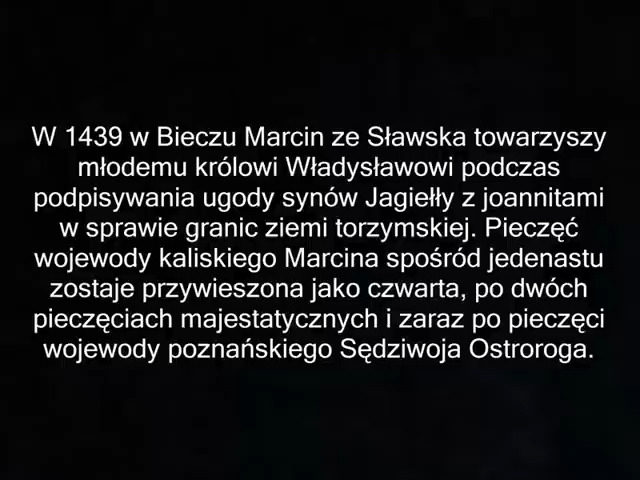 W 1439 w Bieczu Marcin ze Sławska towarzyszy
młodemu królowi Władysławowi podczas
podpisywania ugody synów Jagiełły z joannitami
w sprawie granic ziemi torzymskiej. Pieczęć
wojewody kaliskiego Marcina spośród jedenastu
zostaje przywieszona jako czwarta, po dwóch
pieczęciach majestatycznych i zaraz po pieczęci
wojewody poznańskiego Sędziwoja Ostroroga.